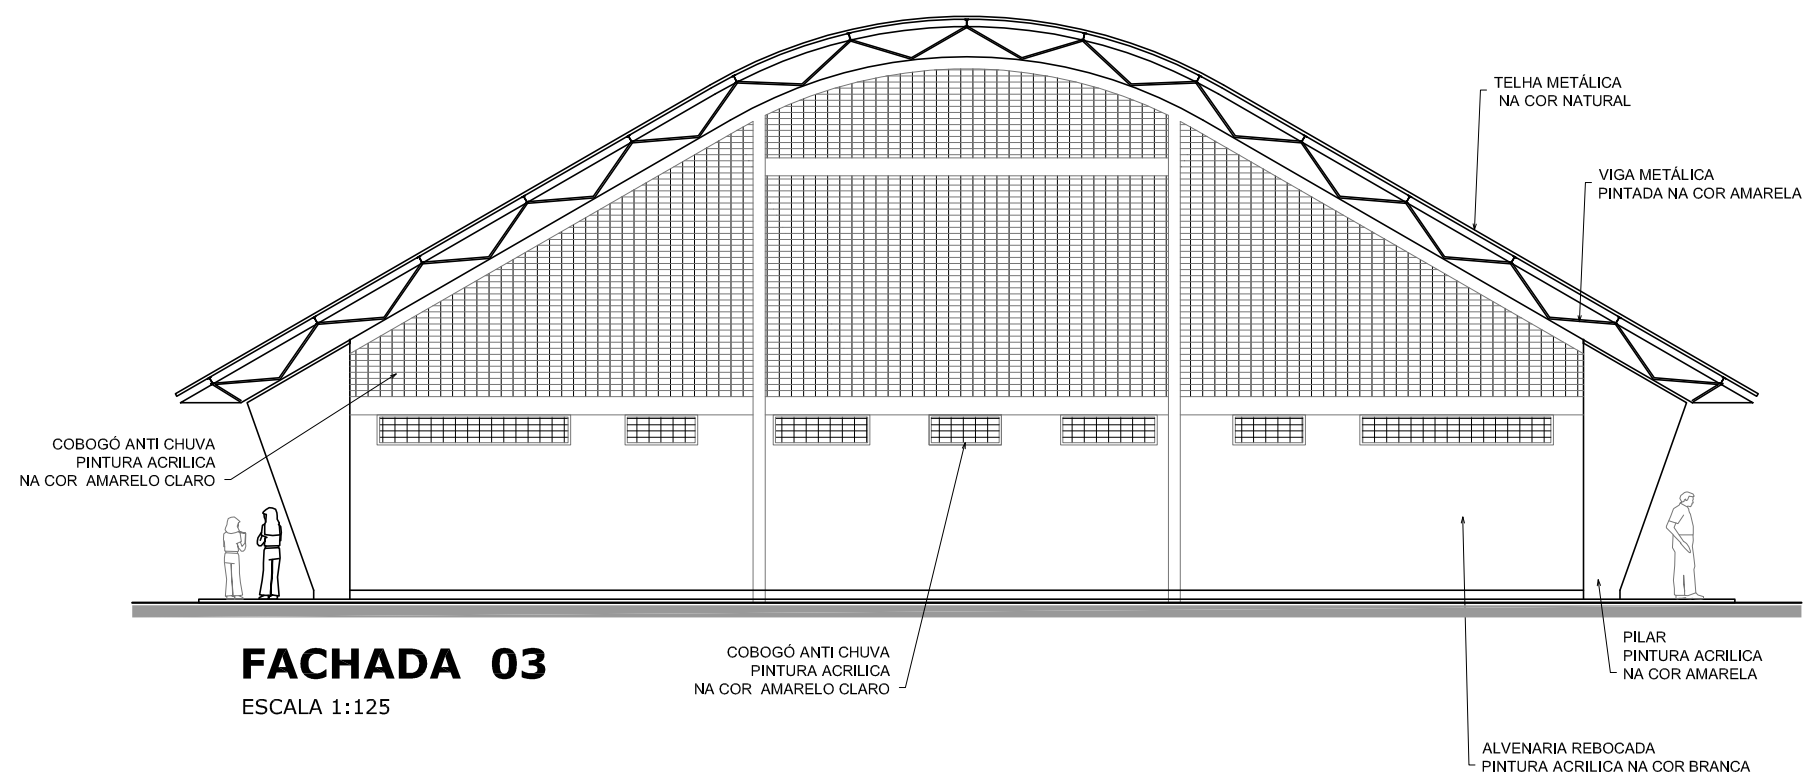 TELHA METÁLICA
NA COR NATURAL
VIGA METÁLICA
PINTADA NA COR AMARELA
COBOGÓ ANTI CHUVA
PINTURA ACRILICA
NA COR AMARELO CLARO
FACHADA 03
ESCALA 1:125
COBOGÓ ANTI CHUVA
PINTURA ACRILICA
NA COR AMARELO CLARO
PILAR
PINTURA ACRILICA
NA COR AMARELA
ALVENARIA REBOCADA
PINTURA ACRILICA NA COR BRANCA